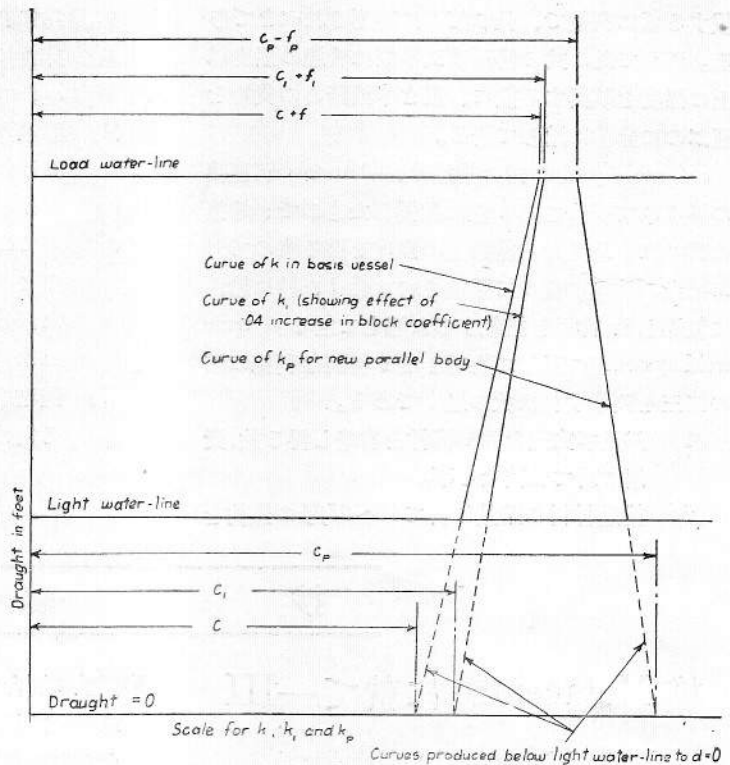 C_p - f_p
C_1 + f_1
C + f
Load water-line
Curve of k in basis vessel
Curve of k_1 (showing effect of
.04 increase in block coefficient)
Curve of k_p for new parallel body
Light water-line
Draught in feet
C_p
C_1
C
Draught = 0
Scale for k, k_1 and k_p
Curves produced below light water-line to d=0